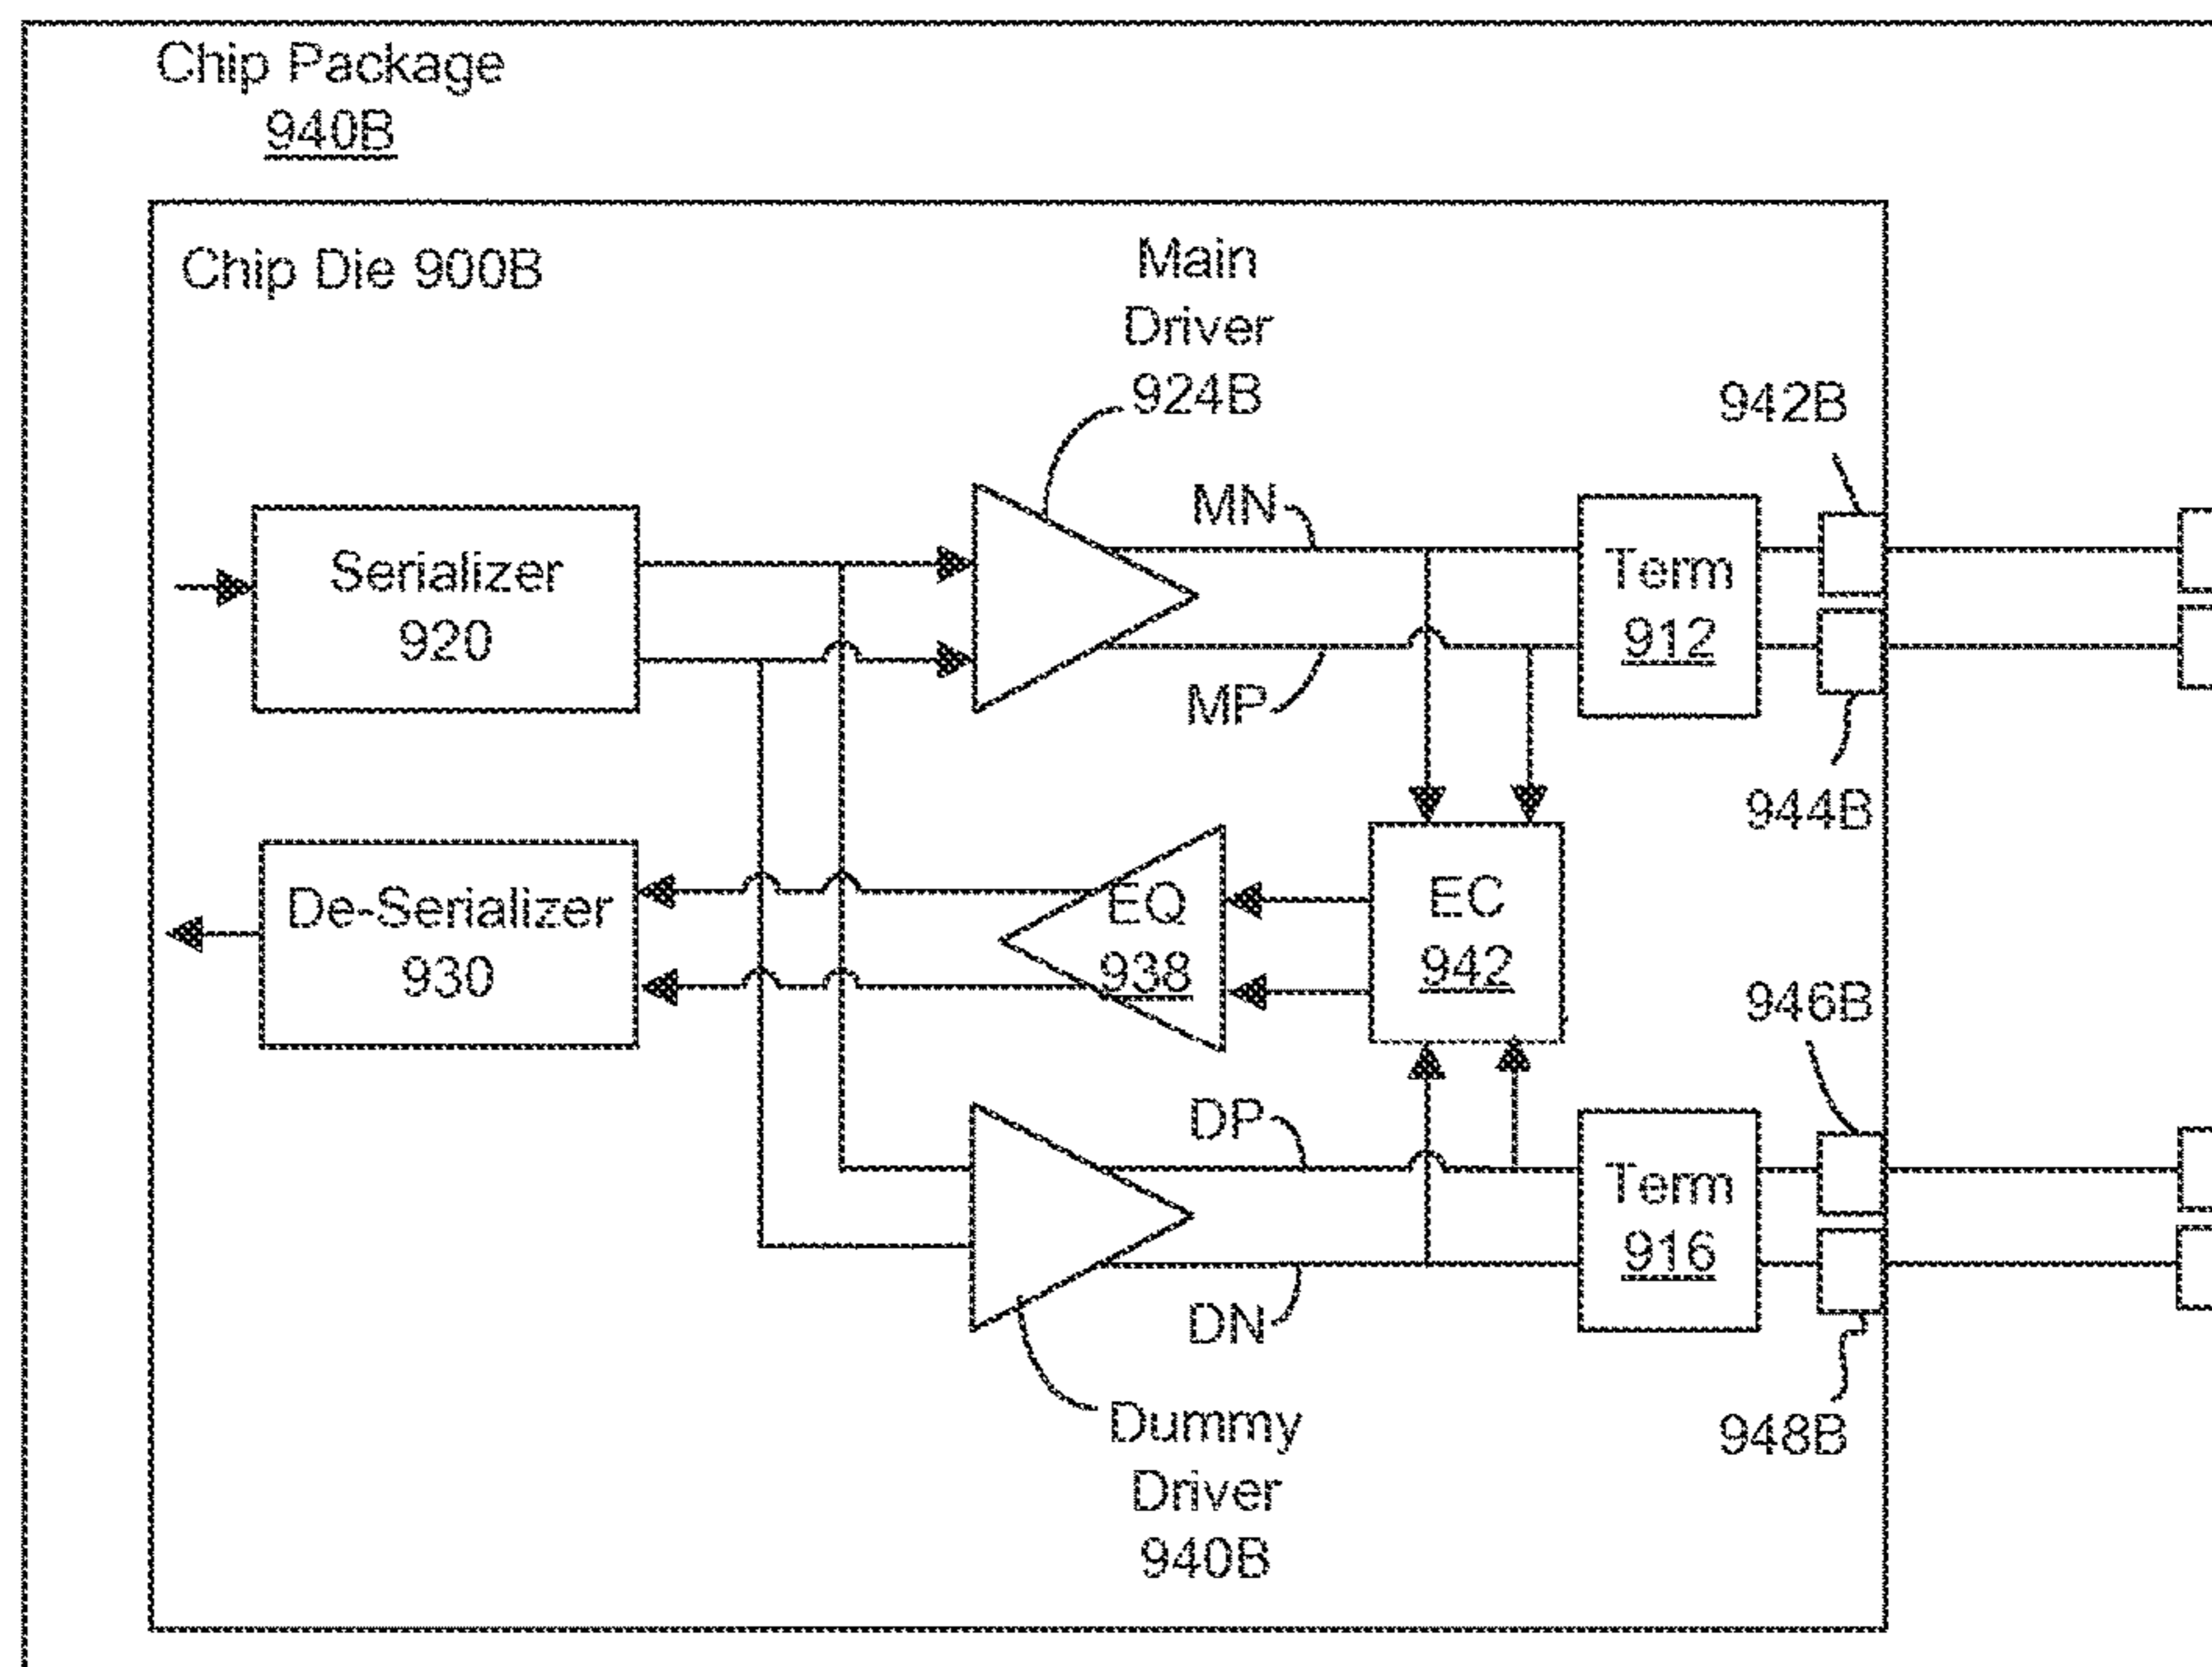 Chip Package
940B
Chip Die 900B
Main
Driver
924B
942B
MN
Serializer
920
Term
912
MP
944B
De-Serializer
930
EQ
938
EC
942
946B
DP
Term
916
DN
Dummy
Driver
940B
948B